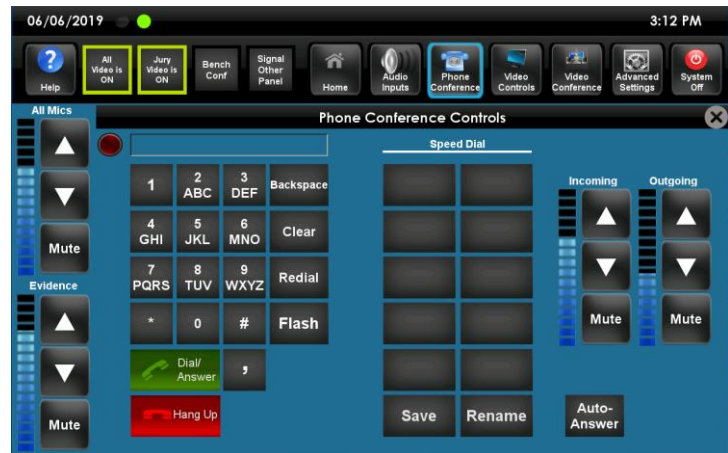 06/06/2019
3:12 PM
?
Help
All
Video is
ON
Jury
Video is
ON
Bench
Conf
Signal
Other
Panel
Home
Audio
Inputs
Phone
Conference
Video
Controls
Video
Conference
Advanced
Settings
System
Off
All Mics
Phone Conference Controls
X
Mute
Evidence
Mute
1
2
ABC
3
DEF
Backspace
4
GHI
5
JKL
6
MNO
Clear
7
PQRS
8
TUV
9
WXYZ
Redial
*
0
#
Flash
Dial/
Answer
,
Hang Up
Speed Dial
Save
Rename
Incoming
Outgoing
Mute
Mute
Auto-
Answer